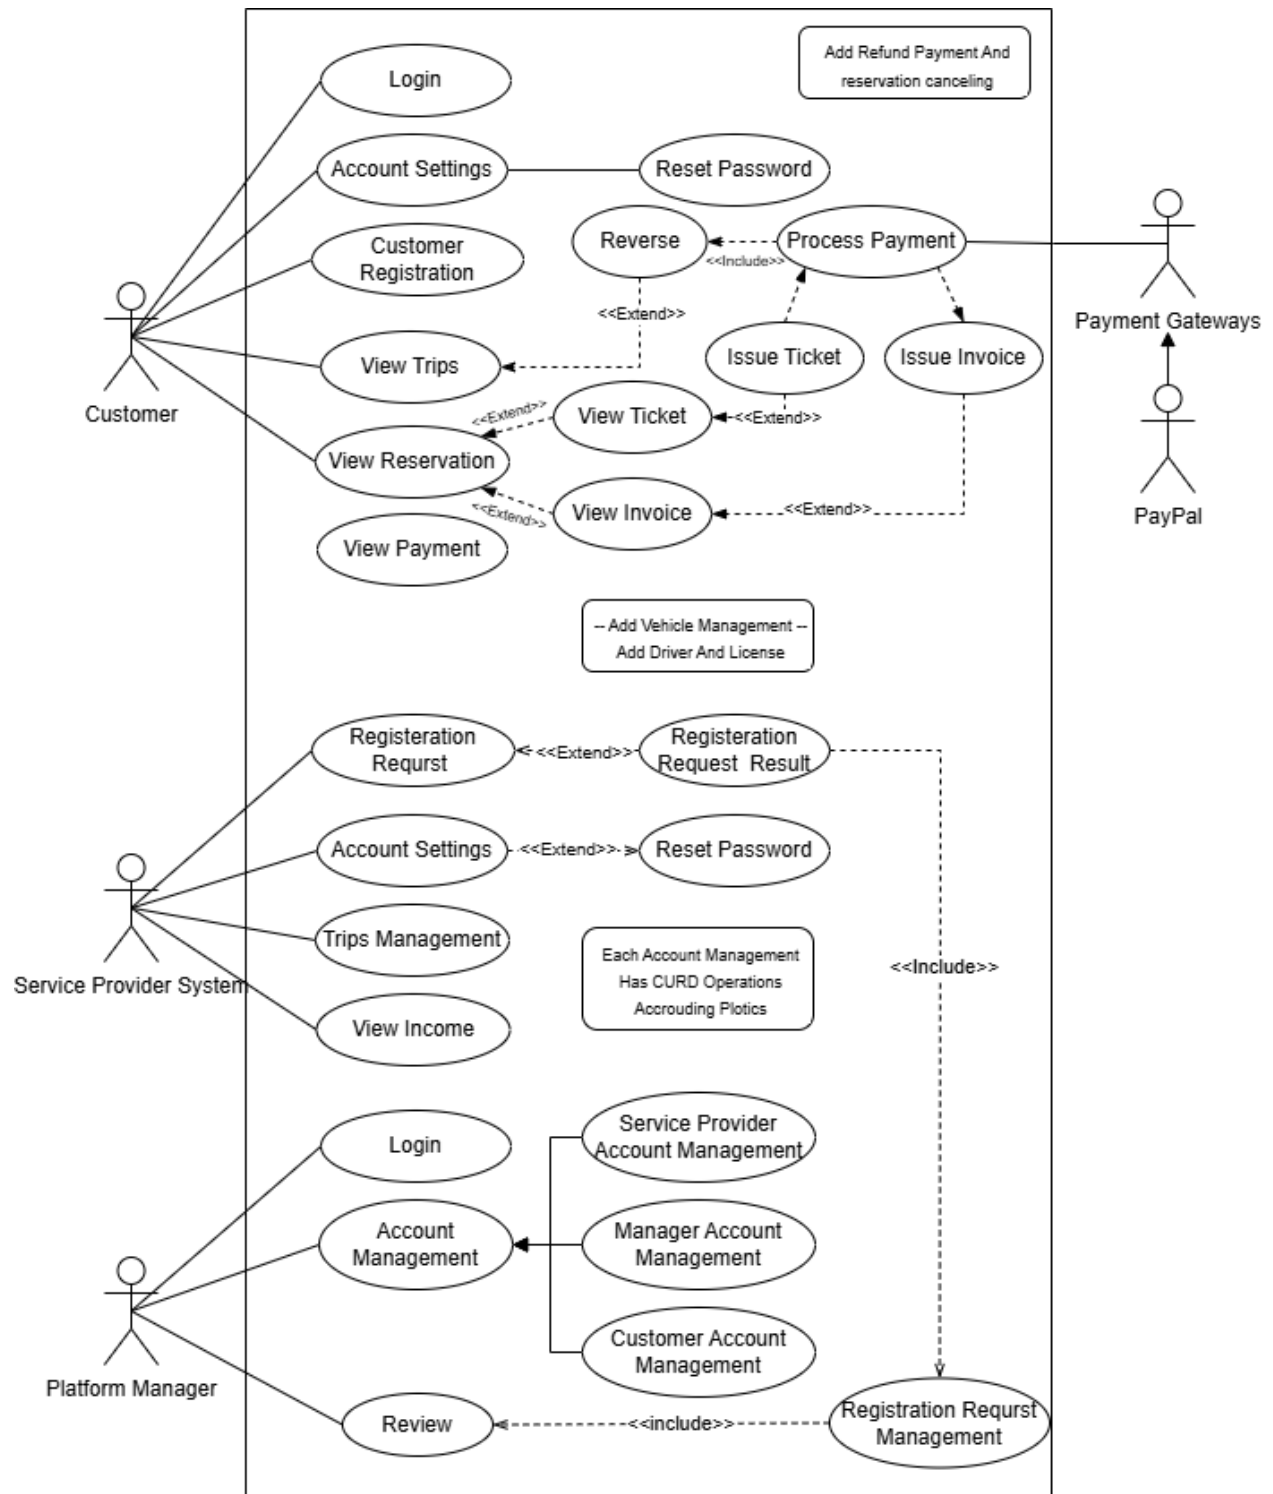 Add Refund Payment And
reservation canceling
Login
Account Settings
Reset Password
Reverse
Process Payment
<<Include>>
Customer
Registration
<<Extend>>
Payment Gateways
View Trips
Issue Ticket
Issue Invoice
Customer
<<Extend>>
View Ticket
<<Extend>>
View Reservation
<<Extend>>
View Invoice
<<Extend>>
PayPal
View Payment
-- Add Vehicle Management --
Add Driver And License
Registeration
Requrst
<<Extend>>
Registeration
Request Result
Account Settings
<<Extend>>
Reset Password
Trips Management
Each Account Management
Has CURD Operations
Accrouding Plotics
<<Include>>
Service Provider System
View Income
Service Provider
Account Management
Login
Account
Management
Manager Account
Management
Customer Account
Management
Platform Manager
Review
<<include>>
Registration Requrst
Management